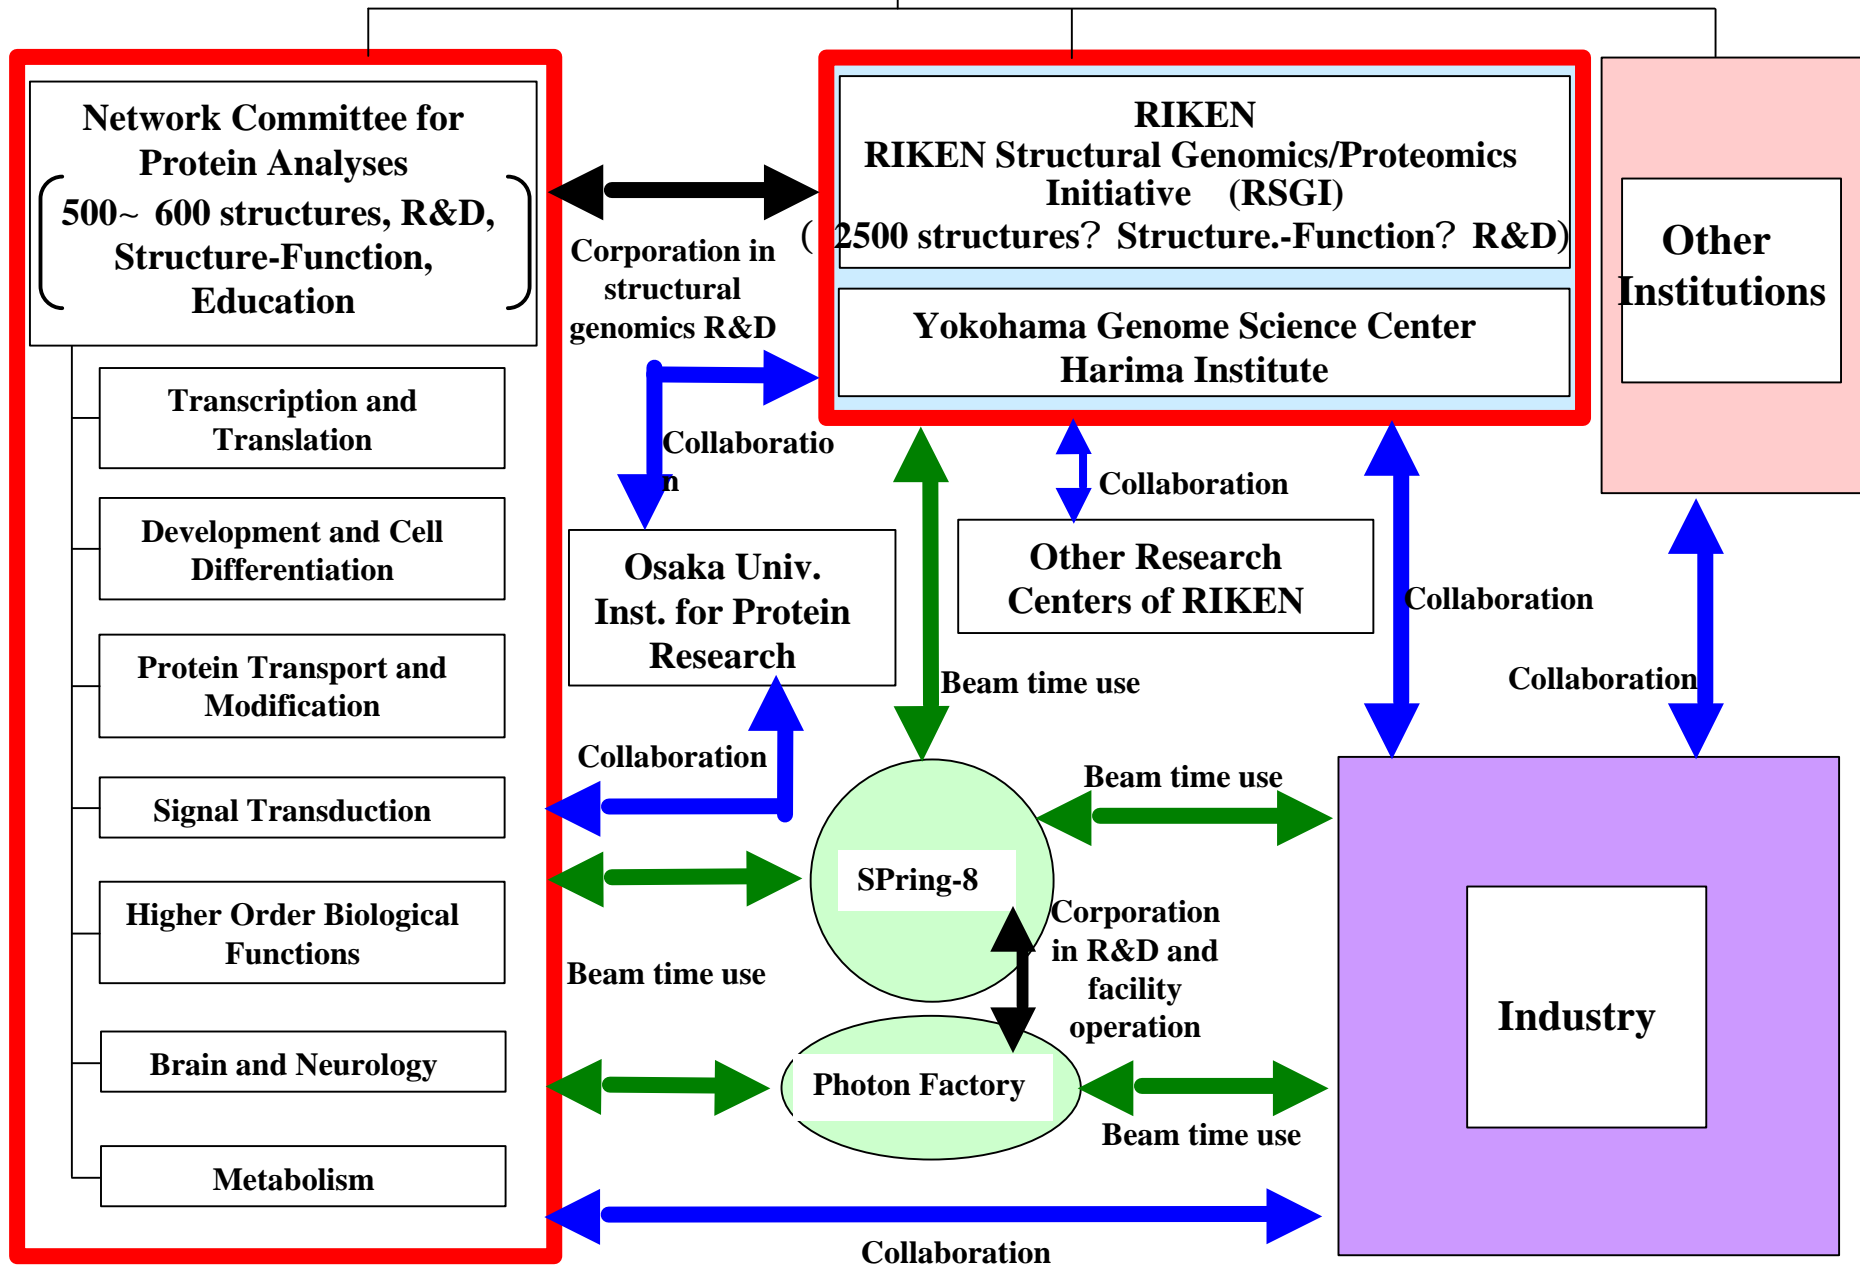 Network Committee for
Protein Analyses
500~ 600 structures, R&D,
Structure-Function,
Education
Transcription and
Translation
Development and Cell
Differentiation
Protein Transport and
Modification
Signal Transduction
Higher Order Biological
Functions
Brain and Neurology
Metabolism
Corporation in
structural
genomics R&D
RIKEN
RIKEN Structural Genomics/Proteomics
Initiative (RSGI)
( 2500 structures? Structure.-Function? R&D)
Yokohama Genome Science Center
Harima Institute
Other
Institutions
Collaboratio
n
Collaboration
Osaka Univ.
Inst. for Protein
Research
Other Research
Centers of RIKEN
Collaboration
Beam time use
Collaboration
Collaboration
Beam time use
SPring-8
Corporation
in R&D and
facility
operation
Beam time use
Photon Factory
Beam time use
Industry
Collaboration